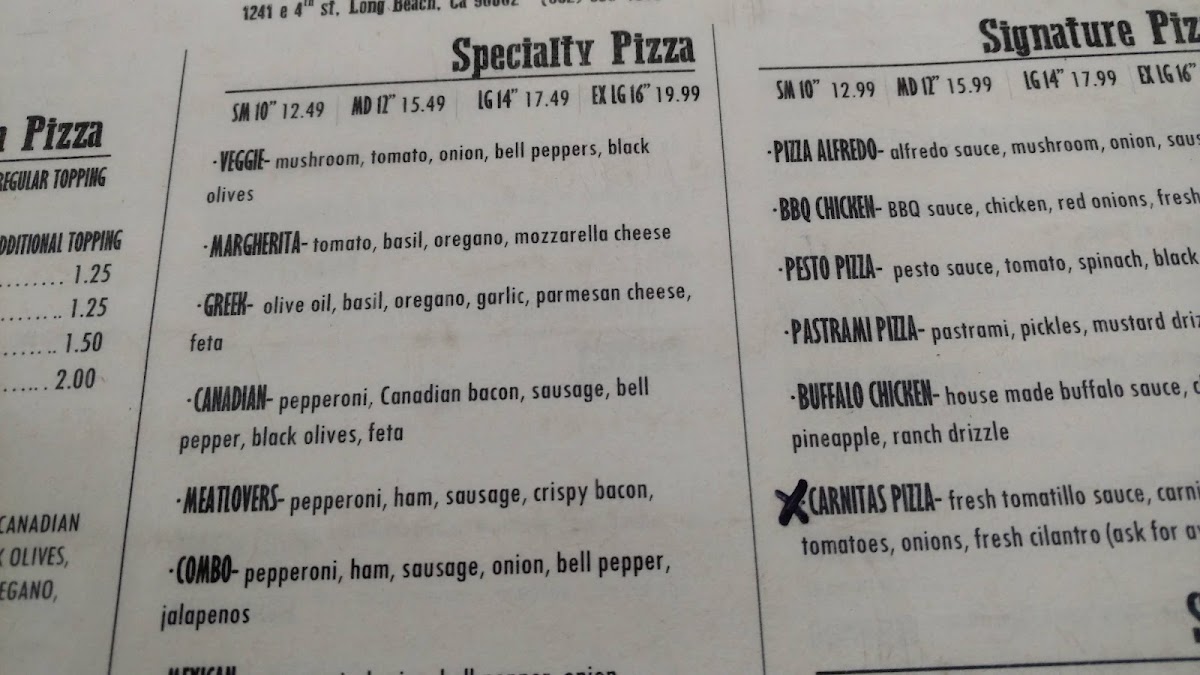 1241 e 4th st, Long Beach, Ca
Pizza
REGULAR TOPPING
ADDITIONAL TOPPING
........ 1.25
........ 1.25
....... 1.50
...... 2.00
CANADIAN
OLIVES,
Specialty Pizza
SM 10" 12.49 | MD 12" 15.49 | LG 14" 17.49 | EX LG 16" 19.99
·VEGGIE- mushroom, tomato, onion, bell peppers, black
olives
·MARGHERITA- tomato, basil, oregano, mozzarella cheese
·GREEK- olive oil, basil, oregano, garlic, parmesan cheese,
feta
·CANADIAN- pepperoni, Canadian bacon, sausage, bell
pepper, black olives, feta
·MEATLOVERS- pepperoni, ham, sausage, crispy bacon,
·COMBO- pepperoni, ham, sausage, onion, bell pepper,
jalapenos
MEXICAN
Signature
SM 10" 12.99 | MD 12" 15.99 | LG 14" 17.99 | EX LG 16"
·PIZZA ALFREDO- alfredo sauce, mushroom, onion,
·BBQ CHICKEN- BBQ sauce, chicken, red onions, fresh
·PESTO PIZZA- pesto sauce, tomato, spinach, black
·PASTRAMI PIZZA- pastrami, pickles, mustard
·BUFFALO CHICKEN- house made buffalo sauce,
pineapple, ranch drizzle
X CARNITAS PIZZA- fresh tomatillo sauce,
tomatoes, onions, fresh cilantro (ask for